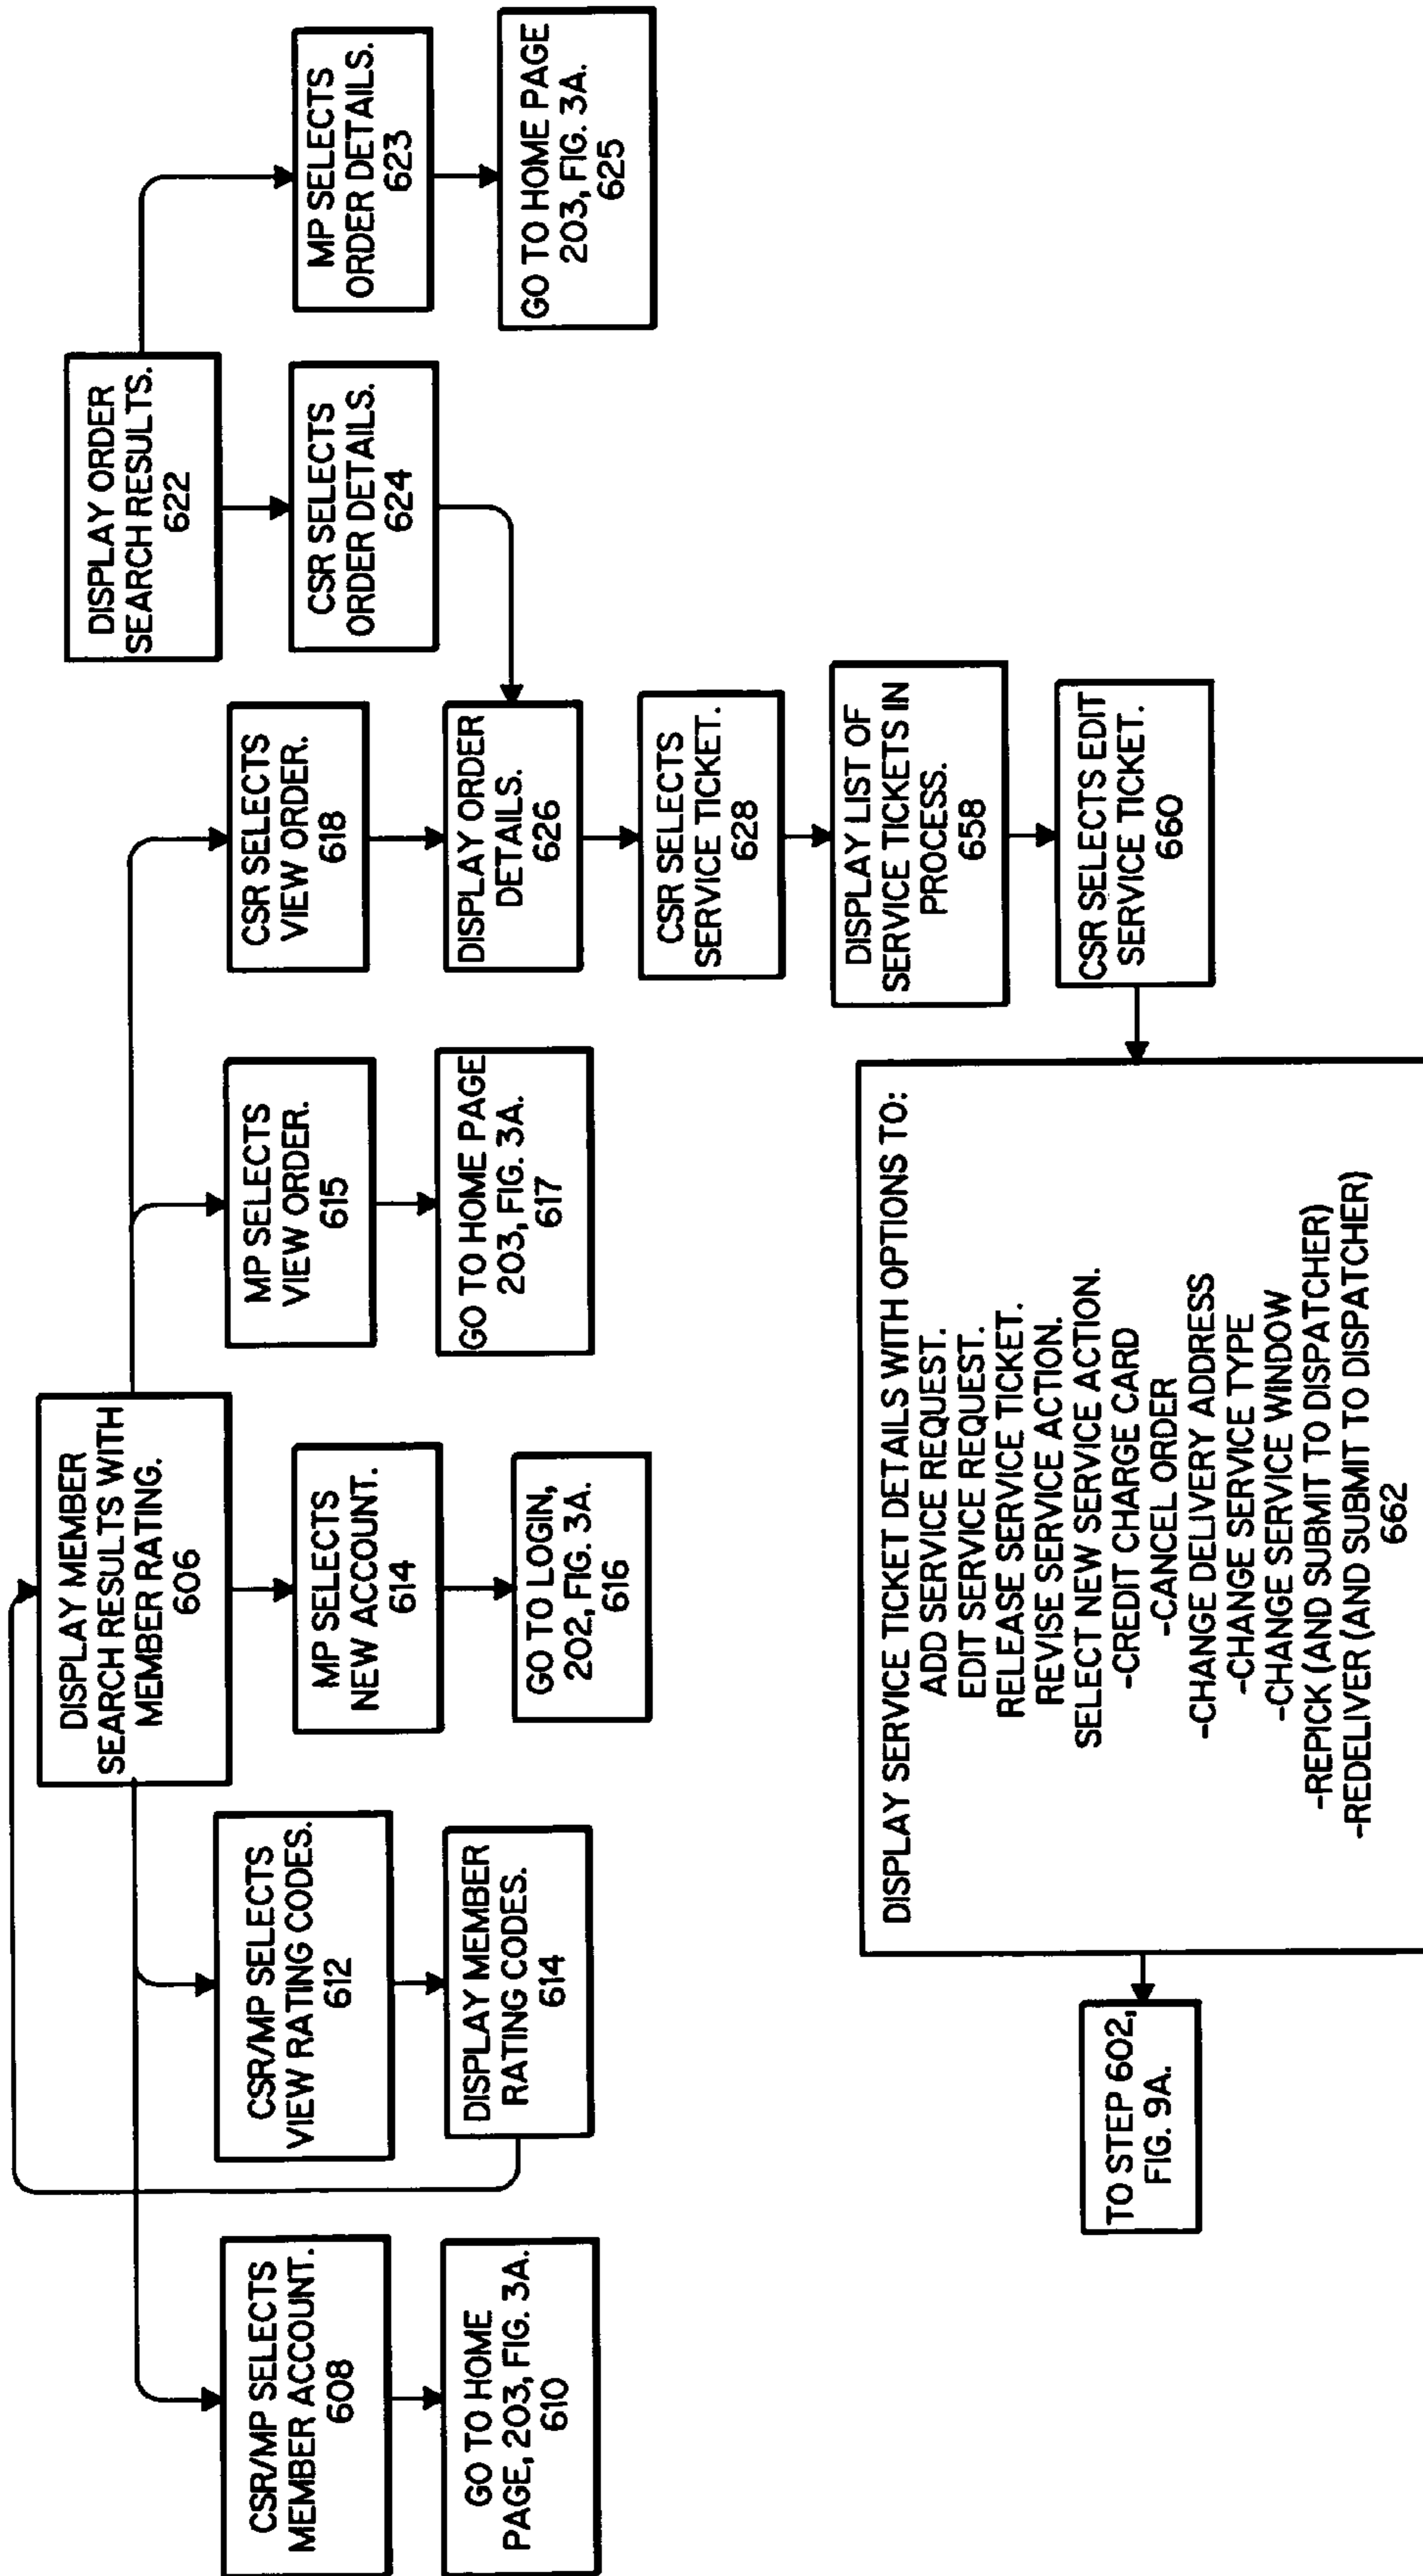 DISPLAY MEMBER
SEARCH RESULTS WITH
MEMBER RATING.
606
DISPLAY ORDER
SEARCH RESULTS.
622
CSR/MP SELECTS
MEMBER ACCOUNT.
608
GO TO HOME
PAGE, 203, FIG. 3A.
610
CSR/MP SELECTS
VIEW RATING CODES.
612
DISPLAY MEMBER
RATING CODES.
614
MP SELECTS
NEW ACCOUNT.
614
GO TO LOGIN,
202, FIG. 3A.
616
MP SELECTS
VIEW ORDER.
615
GO TO HOME PAGE
203, FIG. 3A.
617
CSR SELECTS
VIEW ORDER.
618
CSR SELECTS
ORDER DETAILS.
624
MP SELECTS
ORDER DETAILS.
623
GO TO HOME PAGE
203, FIG. 3A.
625
DISPLAY ORDER
DETAILS.
626
CSR SELECTS
SERVICE TICKET.
628
DISPLAY LIST OF
SERVICE TICKETS IN
PROCESS.
658
CSR SELECTS EDIT
SERVICE TICKET.
660
DISPLAY SERVICE TICKET DETAILS WITH OPTIONS TO:
ADD SERVICE REQUEST.
EDIT SERVICE REQUEST.
RELEASE SERVICE TICKET.
REVISE SERVICE ACTION.
SELECT NEW SERVICE ACTION.
-CREDIT CHARGE CARD
-CANCEL ORDER
-CHANGE DELIVERY ADDRESS
-CHANGE SERVICE TYPE
-CHANGE SERVICE WINDOW
-REPICK (AND SUBMIT TO DISPATCHER)
-REDELIVER (AND SUBMIT TO DISPATCHER)
662
TO STEP 602,
FIG. 9A.